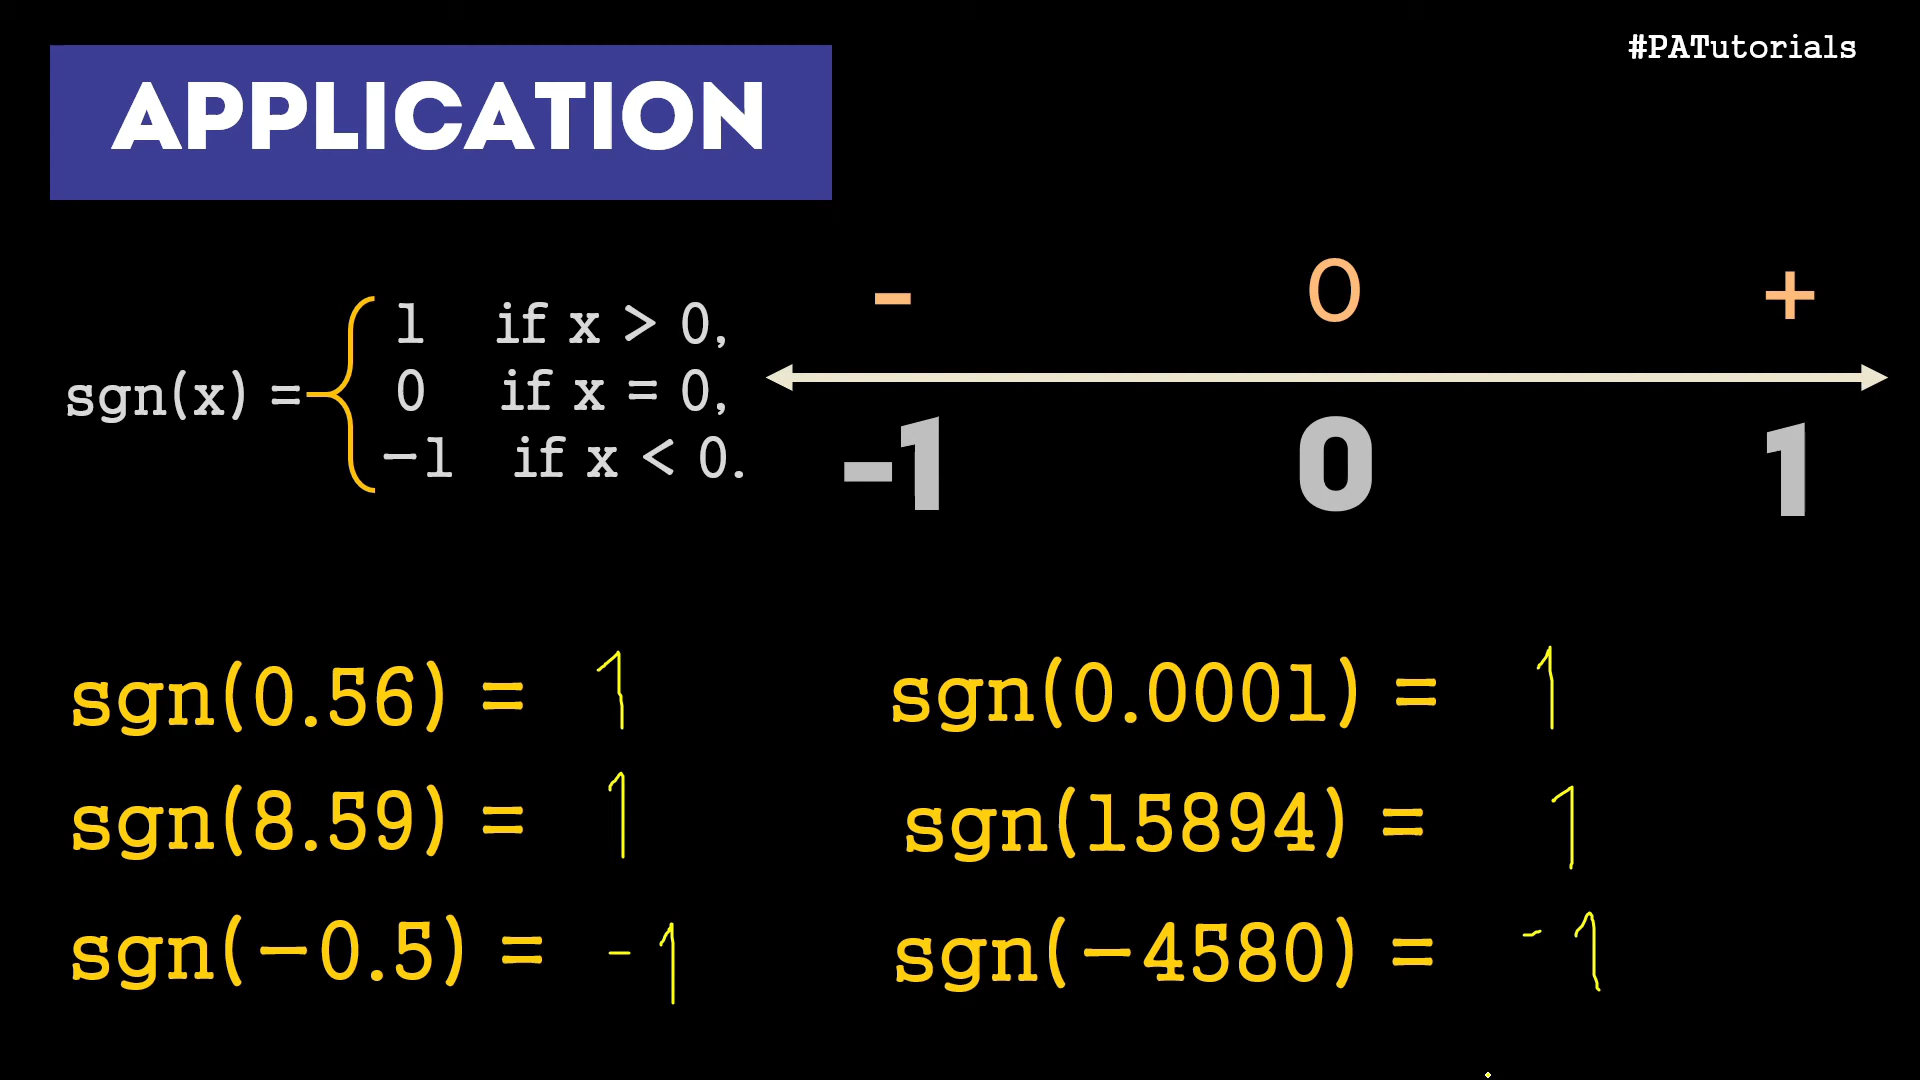 #PATutorials
APPLICATION
sgn(x) =
1 if x > 0,
0 if x = 0,
−1 if x < 0.
- 0 +
-1 0 1
sgn(0.56) = 1
sgn(8.59) = 1
sgn(−0.5) = -1
sgn(0.0001) = 1
sgn(15894) = 1
sgn(−4580) = -1